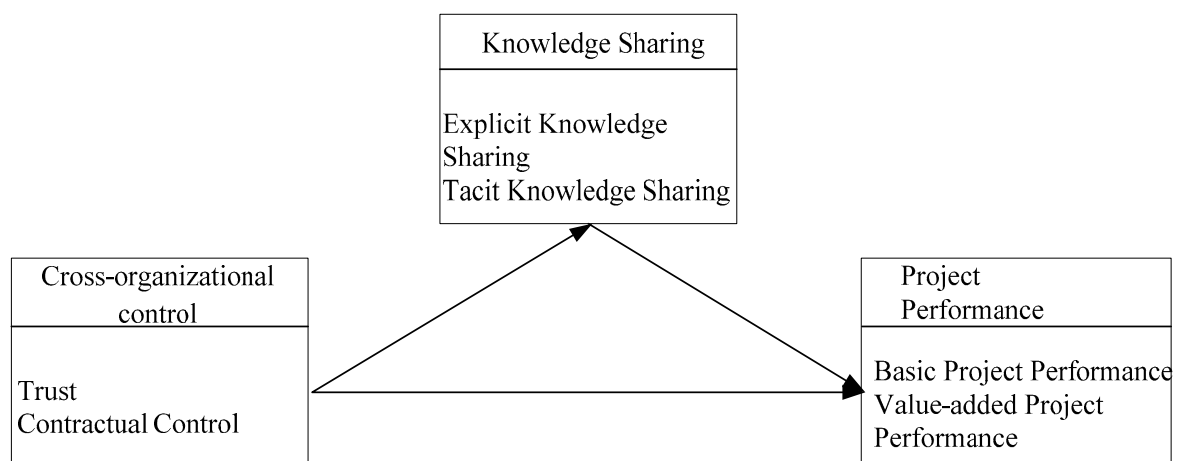 Knowledge Sharing
Explicit Knowledge
Sharing
Tacit Knowledge Sharing
Cross-organizational
control
Trust
Contractual Control
Project
Performance
Basic Project Performance
Value-added Project
Performance